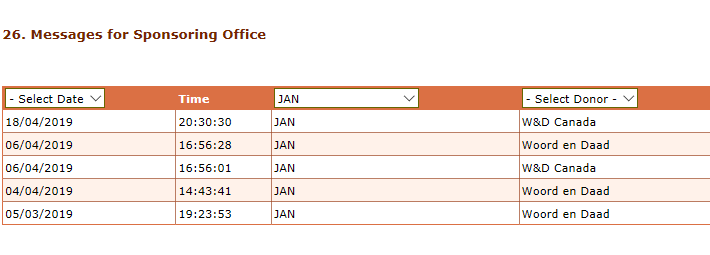 26. Messages for Sponsoring Office
- Select Date - Time JAN - Select Donor -
18/04/2019 20:30:30 JAN W&D Canada
06/04/2019 16:56:28 JAN Woord en Daad
06/04/2019 16:56:01 JAN W&D Canada
04/04/2019 14:43:41 JAN Woord en Daad
05/03/2019 19:23:53 JAN Woord en Daad